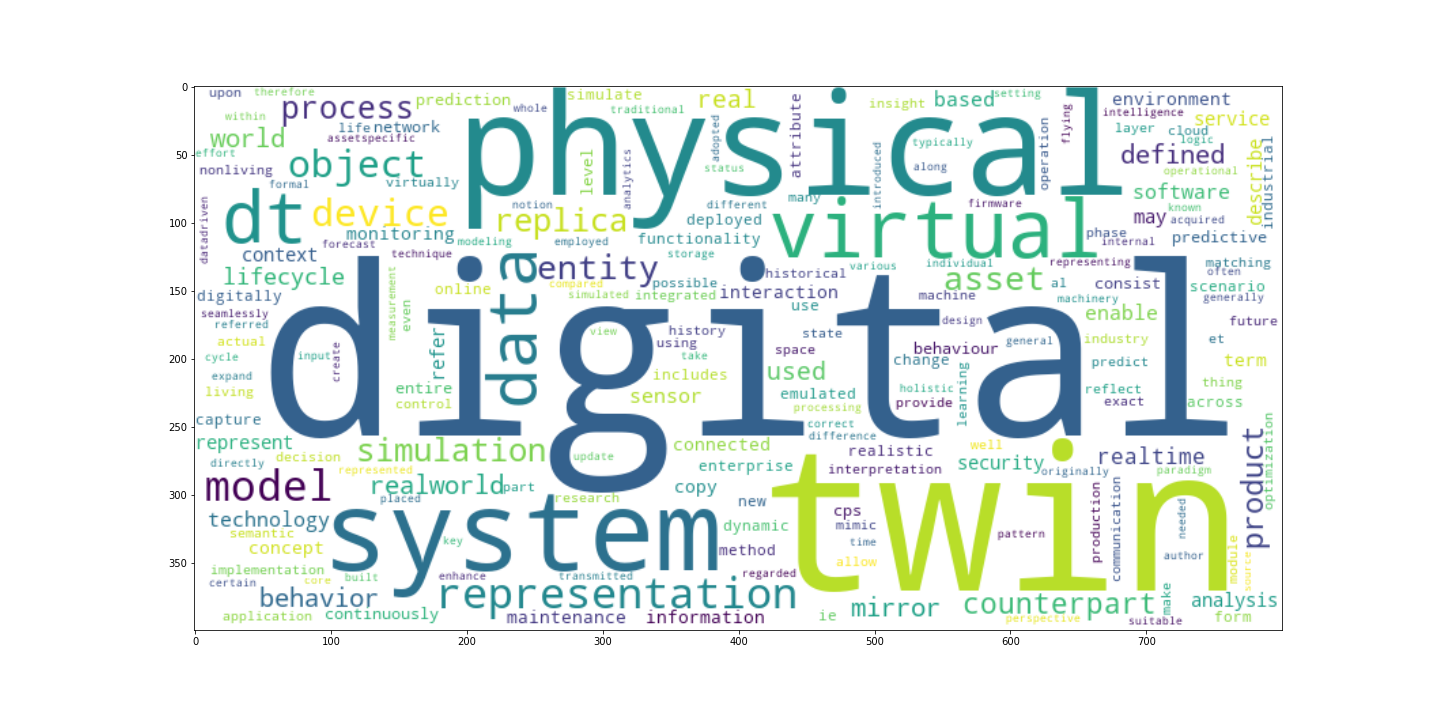 0
50
100
150
200
250
300
350
0 100 200 300 400 500 600 700
upon therefore process prediction whole simulate traditional real insight based setting environment intelligence service
within world life network assetspecific physical adopted attribute typically operation flying layer cloud logic
effort nonliving object formal virtually level analytics status introduced along defined operational describe industrial
datadriven dt device replica notion different many firmware software known
monitoring modeling employed deployed functionality virtual may acquired phase internal predictive
context forecast technique data entity storage possible historical various individual representing matching often
lifecycle measurement online compared simulated integrated interaction asset al consist scenario
digitally even use machine machinery generally
seamlessly referred digital view history state design enable future
actual refer using space behaviour general industry et
cycle input create take change predict term
expand entire includes used holistic learning reflect thing
living control sensor emulated provide exact across
capture processing correct difference
represent simulation connected realistic well realtime product optimization
directly decision represented update enterprise interpretation security originally paradigm
model realworld part copy twin
placed research new cps production communication needed
technology system dynamic mimic pattern
semantic concept key method time allow author module source
implementation certain core built enhance transmitted regarded
behavior representation mirror counterpart make analysis
application continuously maintenance information ie perspective suitable form